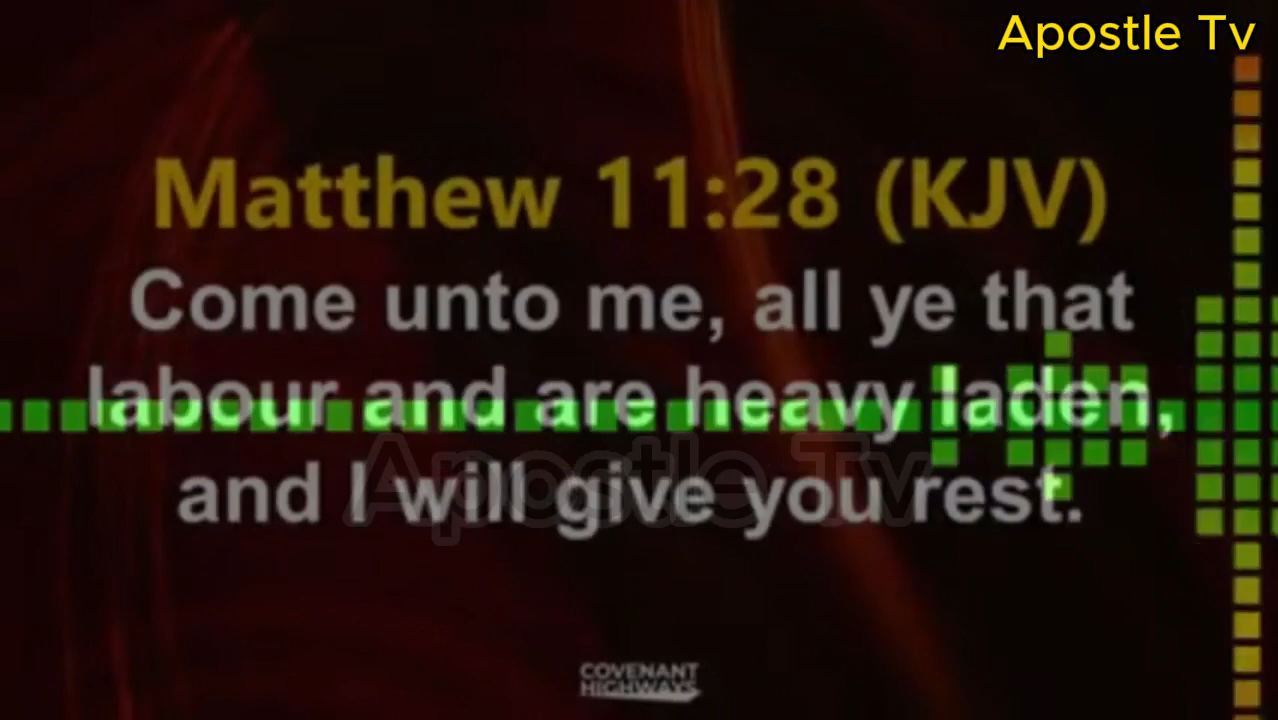 Apostle Tv
Matthew 11:28 (KJV)
Come unto me, all ye that
labour and are heavy laden,
Apostle Tv
and I will give you rest.
COVENANT
HIGHWAYS